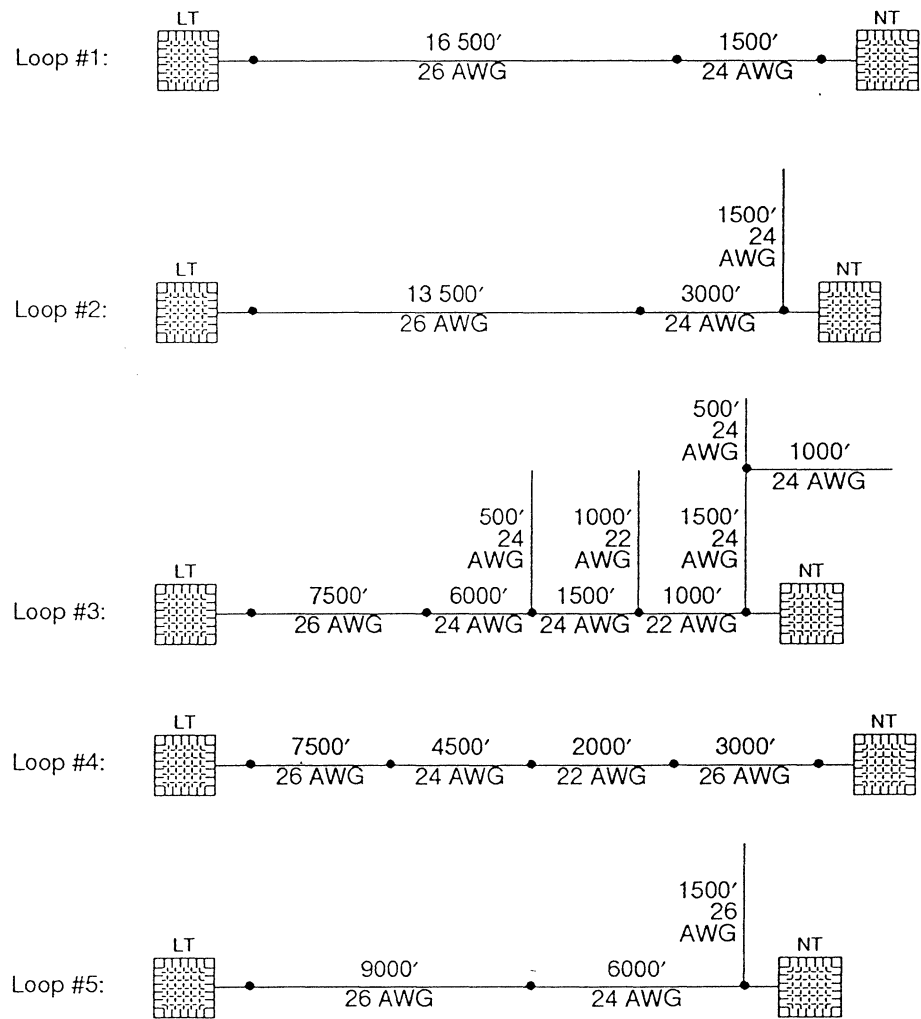 LT
NT
Loop #1:
16 500′
1500′
26 AWG
24 AWG
1500′
24
AWG
LT
NT
Loop #2:
13 500′
3000′
26 AWG
24 AWG
500′
24
AWG
1000′
24 AWG
500′
24
AWG
1000′
22
AWG
1500′
24
AWG
LT
NT
Loop #3:
7500′
6000′
1500′
1000′
26 AWG
24 AWG
24 AWG
22 AWG
LT
NT
Loop #4:
7500′
4500′
2000′
3000′
26 AWG
24 AWG
22 AWG
26 AWG
1500′
26
AWG
LT
NT
Loop #5:
9000′
6000′
26 AWG
24 AWG